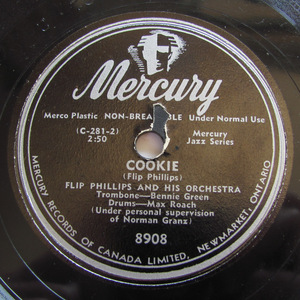 Mercury
Merco Plastic NON-BREA BLE Under Normal Use
(C-281-2)
2:50
Mercury
Jazz Series
COOKIE
(Flip Phillips)
FLIP PHILLIPS AND HIS ORCHESTRA
Trombone—Bennie Green
Drums—Max Roach
(Under personal supervision
of Norman Granz)
8908
MERCURY RECORDS OF CANADA LIMITED, NEWMARKET, ONTARIO